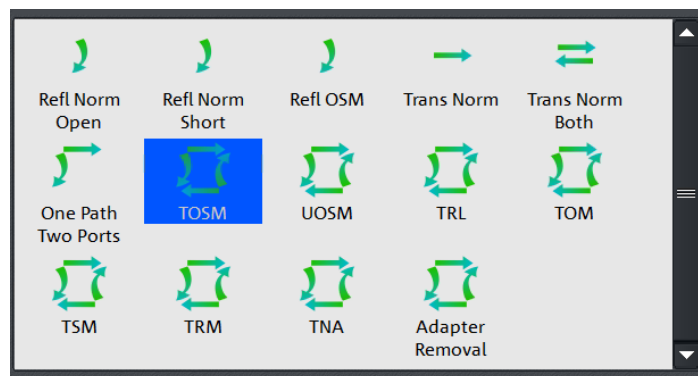 Refl Norm Open
Refl Norm Short
Refl OSM
Trans Norm
Trans Norm Both
One Path Two Ports
TOSM
UOSM
TRL
TOM
TSM
TRM
TNA
Adapter Removal